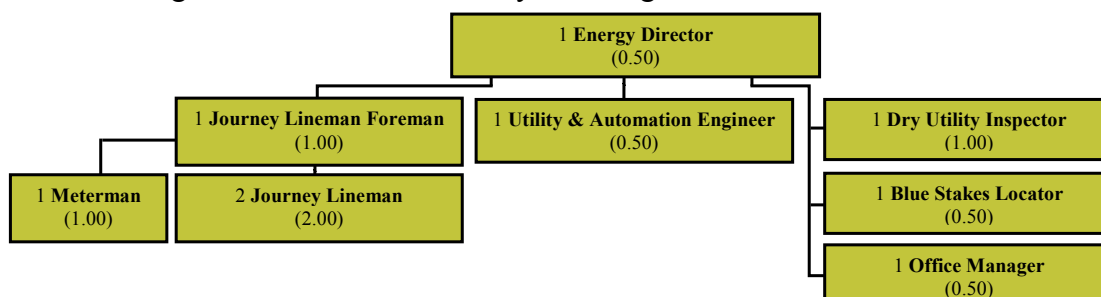 1 Energy Director
(0.50)
1 Journey Lineman Foreman
(1.00)
1 Utility & Automation Engineer
(0.50)
1 Dry Utility Inspector
(1.00)
1 Meterman
(1.00)
2 Journey Lineman
(2.00)
1 Blue Stakes Locator
(0.50)
1 Office Manager
(0.50)